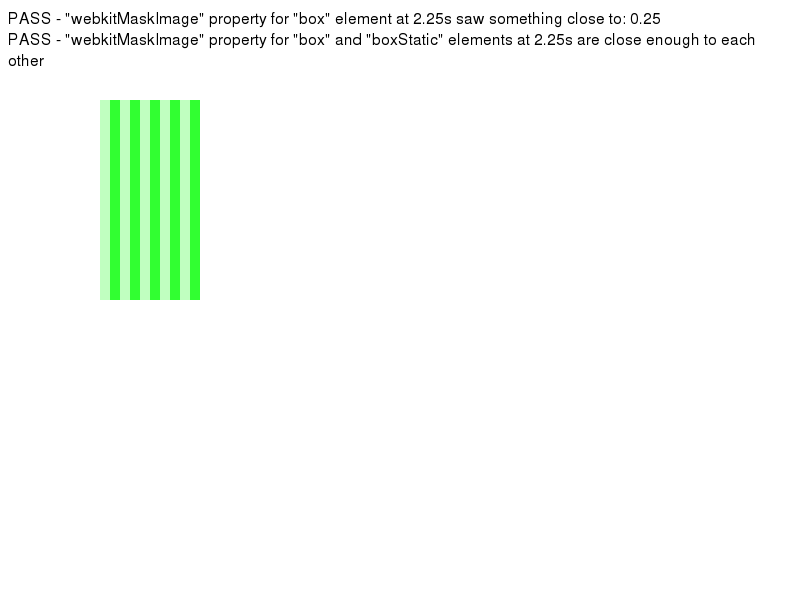 PASS - "webkitMaskImage" property for "box" element at 2.25s saw something close to: 0.25
PASS - "webkitMaskImage" property for "box" and "boxStatic" elements at 2.25s are close enough to each
other